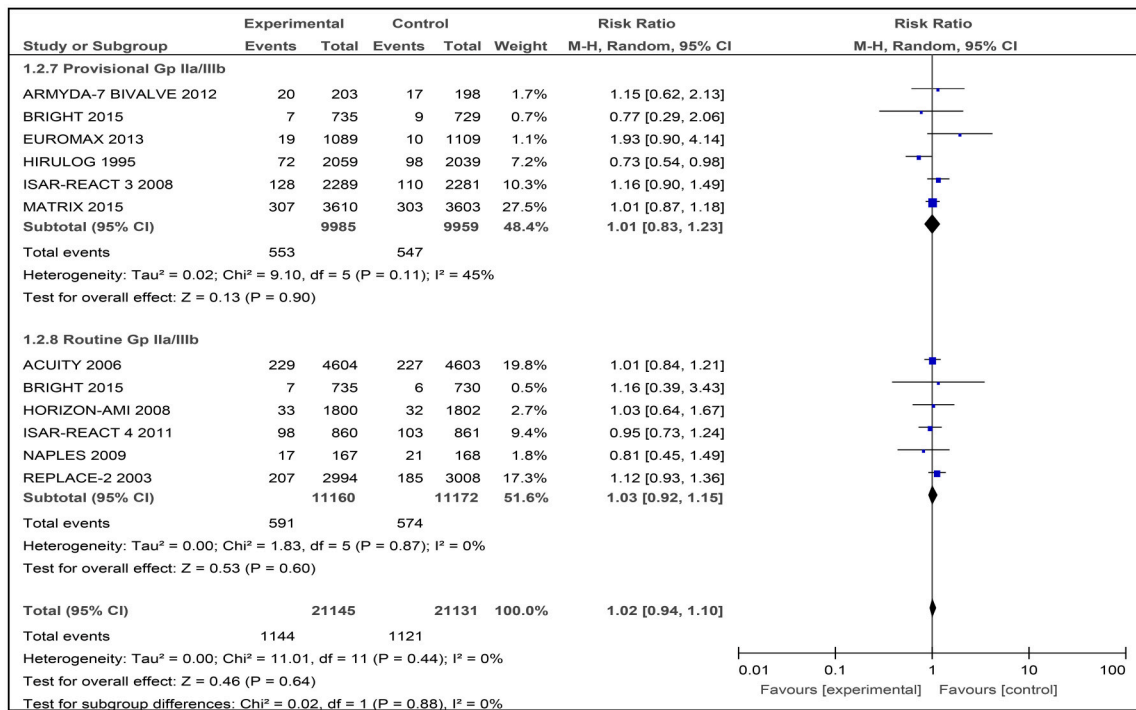 Experimental Control Risk Ratio Risk Ratio
Study or Subgroup Events Total Events Total Weight M-H, Random, 95% CI M-H, Random, 95% CI
1.2.7 Provisional Gp IIa/IIIb
ARMYDA-7 BIVALVE 2012 20 203 17 198 1.7% 1.15 [0.62, 2.13]
BRIGHT 2015 7 735 9 729 0.7% 0.77 [0.29, 2.06]
EUROMAX 2013 19 1089 10 1109 1.1% 1.93 [0.90, 4.14]
HIRULOG 1995 72 2059 98 2039 7.2% 0.73 [0.54, 0.98]
ISAR-REACT 3 2008 128 2289 110 2281 10.3% 1.16 [0.90, 1.49]
MATRIX 2015 307 3610 303 3603 27.5% 1.01 [0.87, 1.18]
Subtotal (95% CI) 9985 9959 48.4% 1.01 [0.83, 1.23]
Total events 553 547
Heterogeneity: Tau² = 0.02; Chi² = 9.10, df = 5 (P = 0.11); I² = 45%
Test for overall effect: Z = 0.13 (P = 0.90)
1.2.8 Routine Gp IIa/IIIb
ACUITY 2006 229 4604 227 4603 19.8% 1.01 [0.84, 1.21]
BRIGHT 2015 7 735 6 730 0.5% 1.16 [0.39, 3.43]
HORIZON-AMI 2008 33 1800 32 1802 2.7% 1.03 [0.64, 1.67]
ISAR-REACT 4 2011 98 860 103 861 9.4% 0.95 [0.73, 1.24]
NAPLES 2009 17 167 21 168 1.8% 0.81 [0.45, 1.49]
REPLACE-2 2003 207 2994 185 3008 17.3% 1.12 [0.93, 1.36]
Subtotal (95% CI) 11160 11172 51.6% 1.03 [0.92, 1.15]
Total events 591 574
Heterogeneity: Tau² = 0.00; Chi² = 1.83, df = 5 (P = 0.87); I² = 0%
Test for overall effect: Z = 0.53 (P = 0.60)
Total (95% CI) 21145 21131 100.0% 1.02 [0.94, 1.10]
Total events 1144 1121
Heterogeneity: Tau² = 0.00; Chi² = 11.01, df = 11 (P = 0.44); I² = 0%
Test for overall effect: Z = 0.46 (P = 0.64)
Test for subgroup differences: Chi² = 0.02, df = 1 (P = 0.88), I² = 0%
0.01 0.1 1 10 100
Favours [experimental] Favours [control]